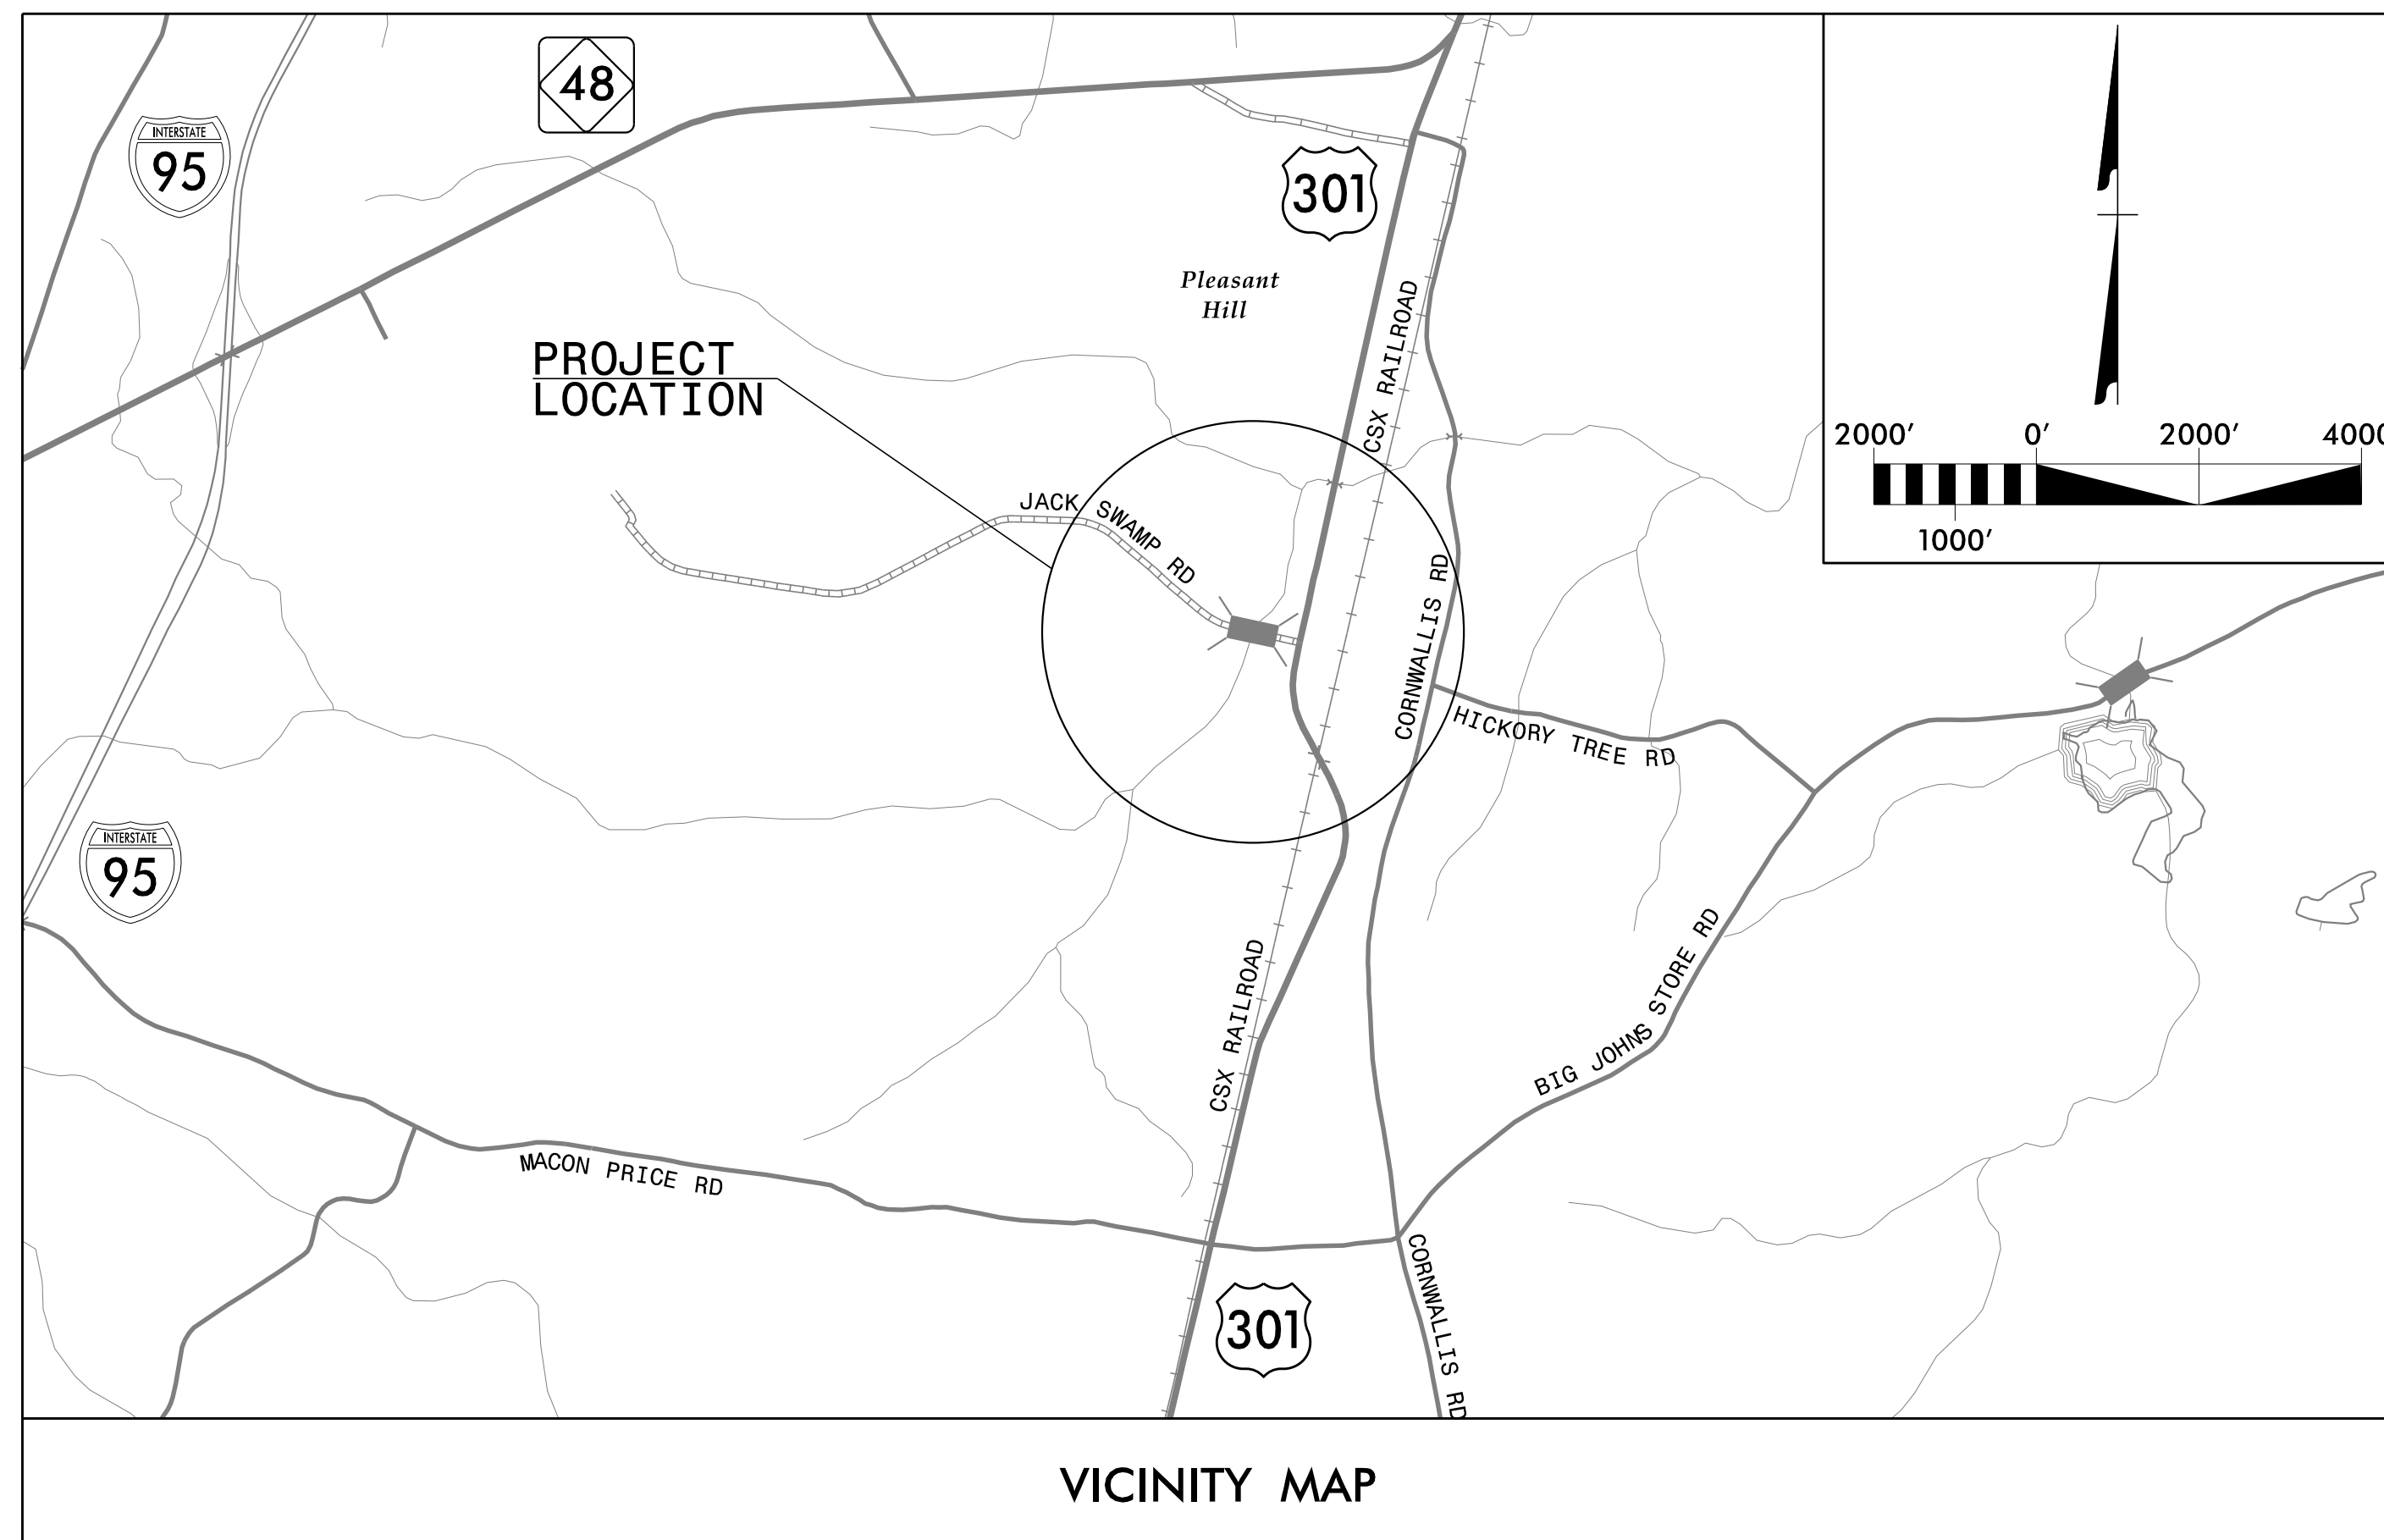 48
INTERSTATE
95
301
Pleasant
Hill
CSX RAILROAD
PROJECT
LOCATION
2000' 0' 2000' 4000
1000'
JACK SWAMP RD
CORNWALLIS RD
HICKORY TREE RD
INTERSTATE
95
CSX RAILROAD
BIG JOHNS STORE RD
MACON PRICE RD
CORNWALLIS RD
301
VICINITY MAP